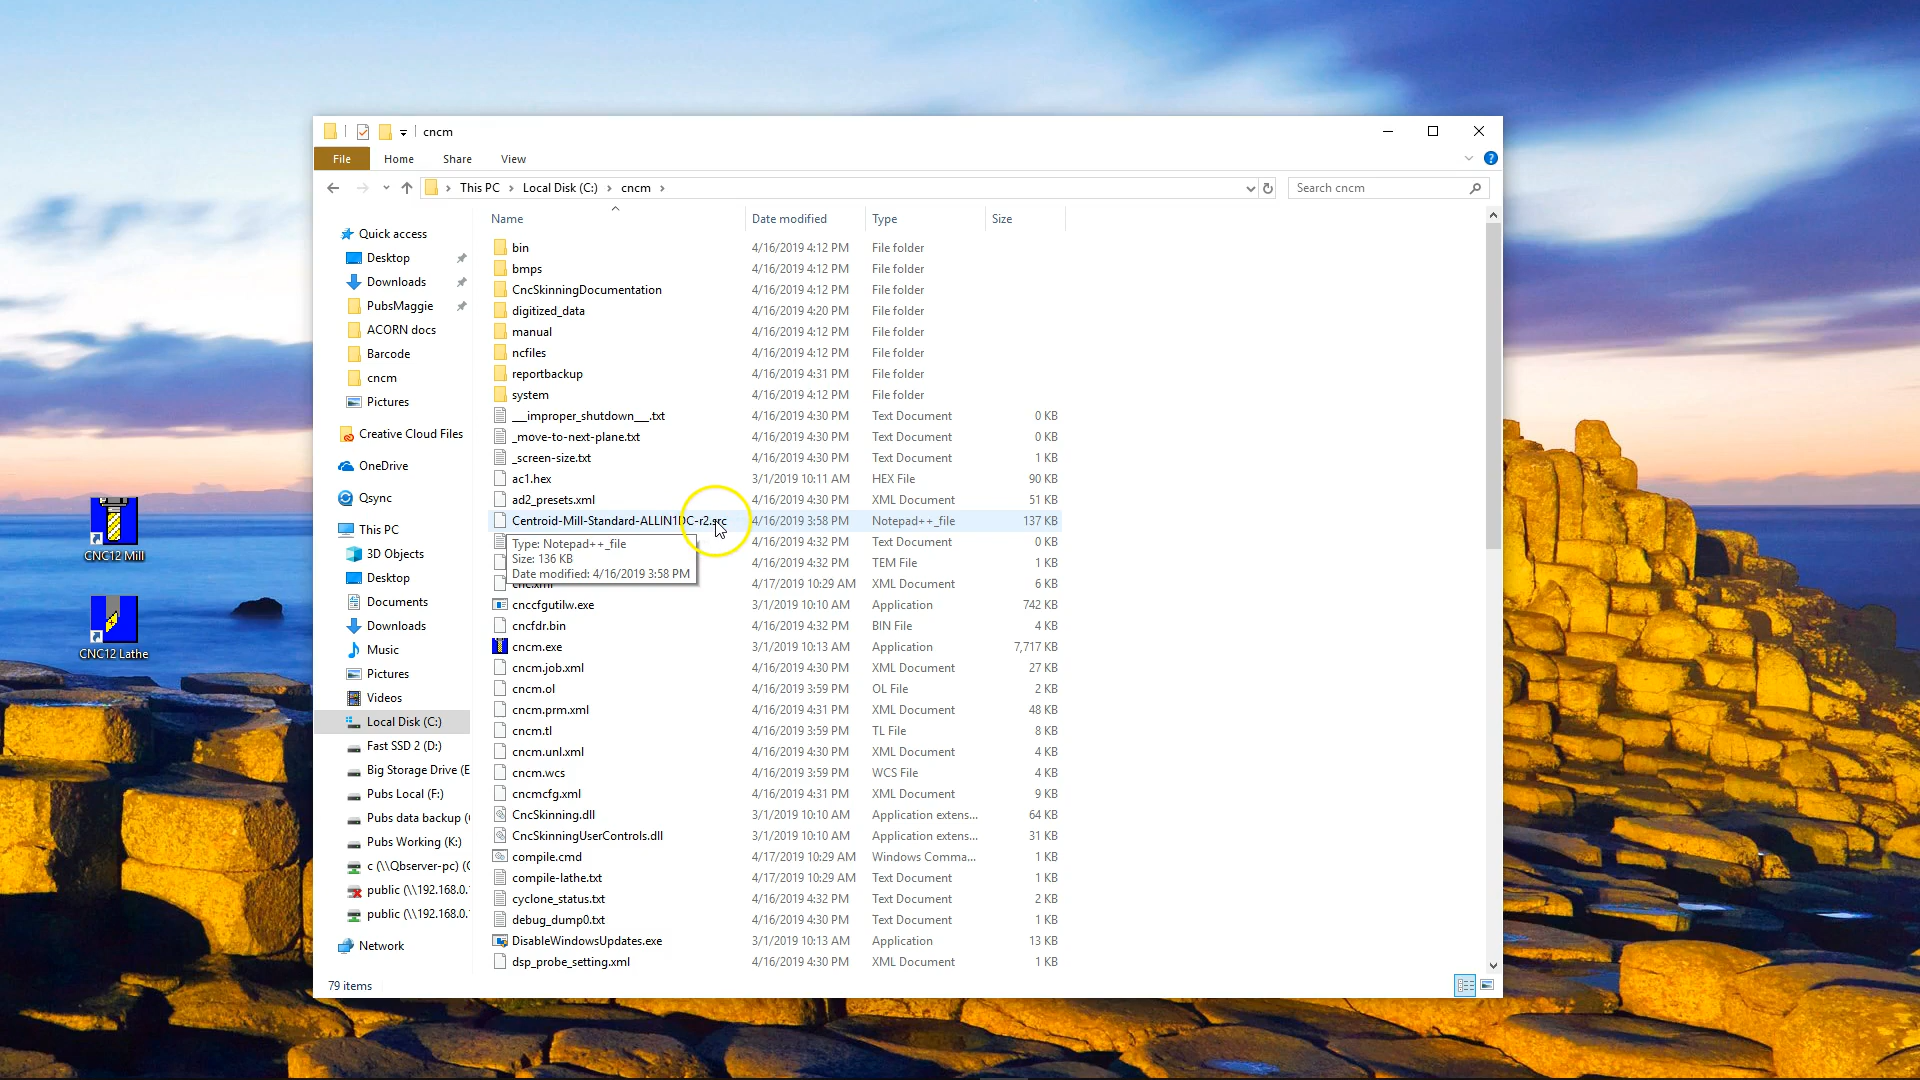 cncm
File Home Share View
This PC Local Disk (C:) cncm
Search cncm
Name Date modified Type Size
Quick access
Desktop
Downloads
PubsMaggie
ACORN docs
Barcode
cncm
Pictures
Creative Cloud Files
OneDrive
Qsync
This PC
3D Objects
Desktop
Documents
Downloads
Music
Pictures
Videos
Local Disk (C:)
Fast SSD 2 (D:)
Big Storage Drive (E
Pubs Local (F:)
Pubs data backup (
Pubs Working (K:)
c (\\Qbserver-pc) (
public (\\192.168.0.
public (\\192.168.0.
Network
bin 4/16/2019 4:12 PM File folder
bmps 4/16/2019 4:12 PM File folder
CncSkinningDocumentation 4/16/2019 4:12 PM File folder
digitized_data 4/16/2019 4:20 PM File folder
manual 4/16/2019 4:12 PM File folder
ncfiles 4/16/2019 4:12 PM File folder
reportbackup 4/16/2019 4:31 PM File folder
system 4/16/2019 4:12 PM File folder
__improper_shutdown__.txt 4/16/2019 4:30 PM Text Document 0 KB
_move-to-next-plane.txt 4/16/2019 4:30 PM Text Document 0 KB
_screen-size.txt 4/16/2019 4:30 PM Text Document 1 KB
ac1.hex 3/1/2019 10:11 AM HEX File 90 KB
ad2_presets.xml 4/16/2019 4:30 PM XML Document 51 KB
Centroid-Mill-Standard-ALLIN1DC-r2.src 4/16/2019 3:58 PM Notepad++_file 137 KB
4/16/2019 4:32 PM Text Document 0 KB
4/16/2019 4:32 PM TEM File 1 KB
cnc.xml 4/17/2019 10:29 AM XML Document 6 KB
Type: Notepad++_file
Size: 136 KB
Date modified: 4/16/2019 3:58 PM
cnccfgutilw.exe 3/1/2019 10:10 AM Application 742 KB
cncfdr.bin 4/16/2019 4:32 PM BIN File 4 KB
cncm.exe 3/1/2019 10:13 AM Application 7,717 KB
cncm.job.xml 4/16/2019 4:30 PM XML Document 27 KB
cncm.ol 4/16/2019 3:59 PM OL File 2 KB
cncm.prm.xml 4/16/2019 4:31 PM XML Document 48 KB
cncm.tl 4/16/2019 3:59 PM TL File 8 KB
cncm.unl.xml 4/16/2019 4:30 PM XML Document 4 KB
cncm.wcs 4/16/2019 3:59 PM WCS File 4 KB
cncmcfg.xml 4/16/2019 4:31 PM XML Document 9 KB
CncSkinning.dll 3/1/2019 10:10 AM Application extens... 64 KB
CncSkinningUserControls.dll 3/1/2019 10:10 AM Application extens... 31 KB
compile.cmd 4/17/2019 10:29 AM Windows Comma... 1 KB
compile-lathe.txt 4/17/2019 10:29 AM Text Document 1 KB
cyclone_status.txt 4/16/2019 4:32 PM Text Document 2 KB
debug_dump0.txt 4/16/2019 4:30 PM Text Document 1 KB
DisableWindowsUpdates.exe 3/1/2019 10:13 AM Application 13 KB
dsp_probe_setting.xml 4/16/2019 4:30 PM XML Document 1 KB
79 items
CNC12 Mill
CNC12 Lathe